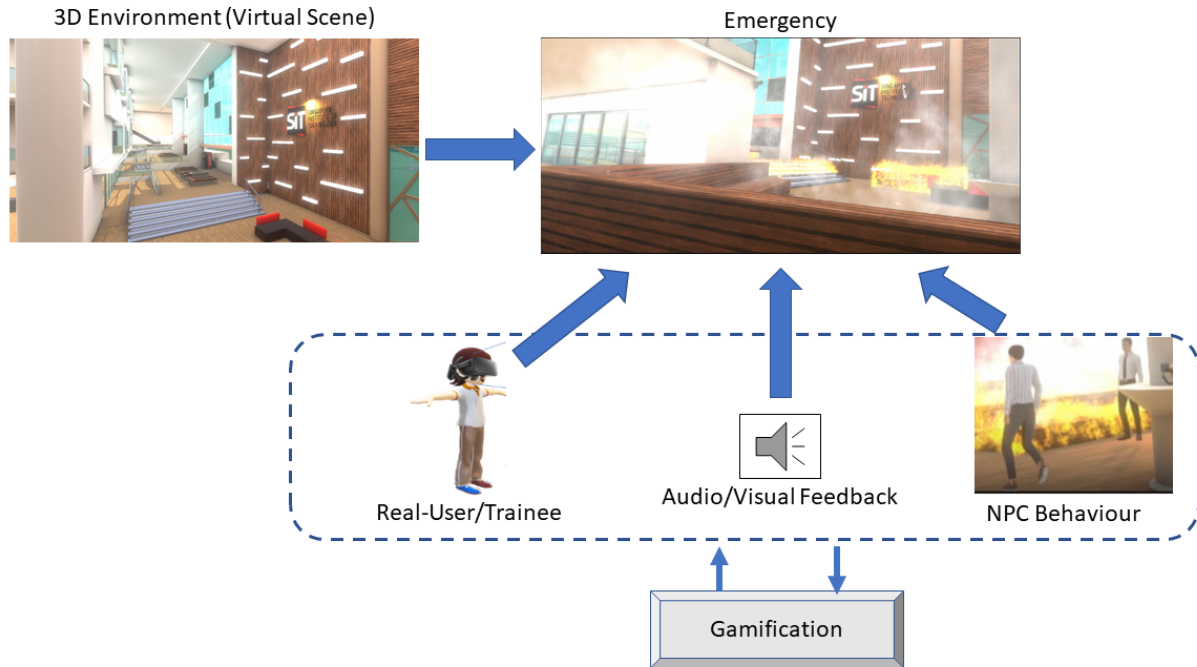 3D Environment (Virtual Scene)
Emergency
SiT
SiT
Real-User/Trainee
Audio/Visual Feedback
NPC Behaviour
Gamification